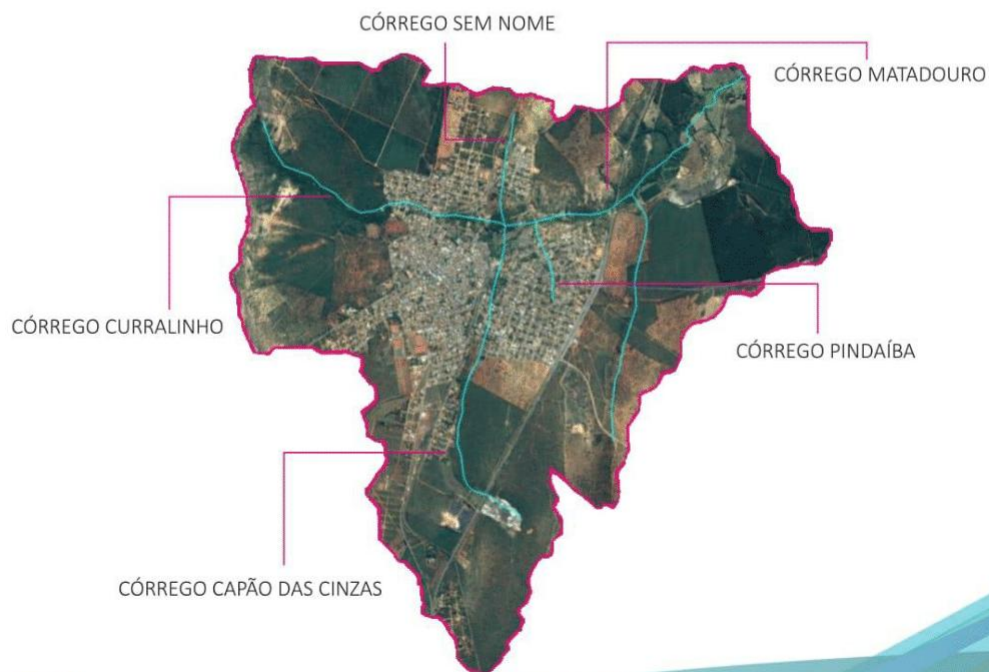 CÓRREGO SEM NOME
CÓRREGO MATADOURO
CÓRREGO CURRALINHO
CÓRREGO PINDAÍBA
CÓRREGO CAPÃO DAS CINZAS